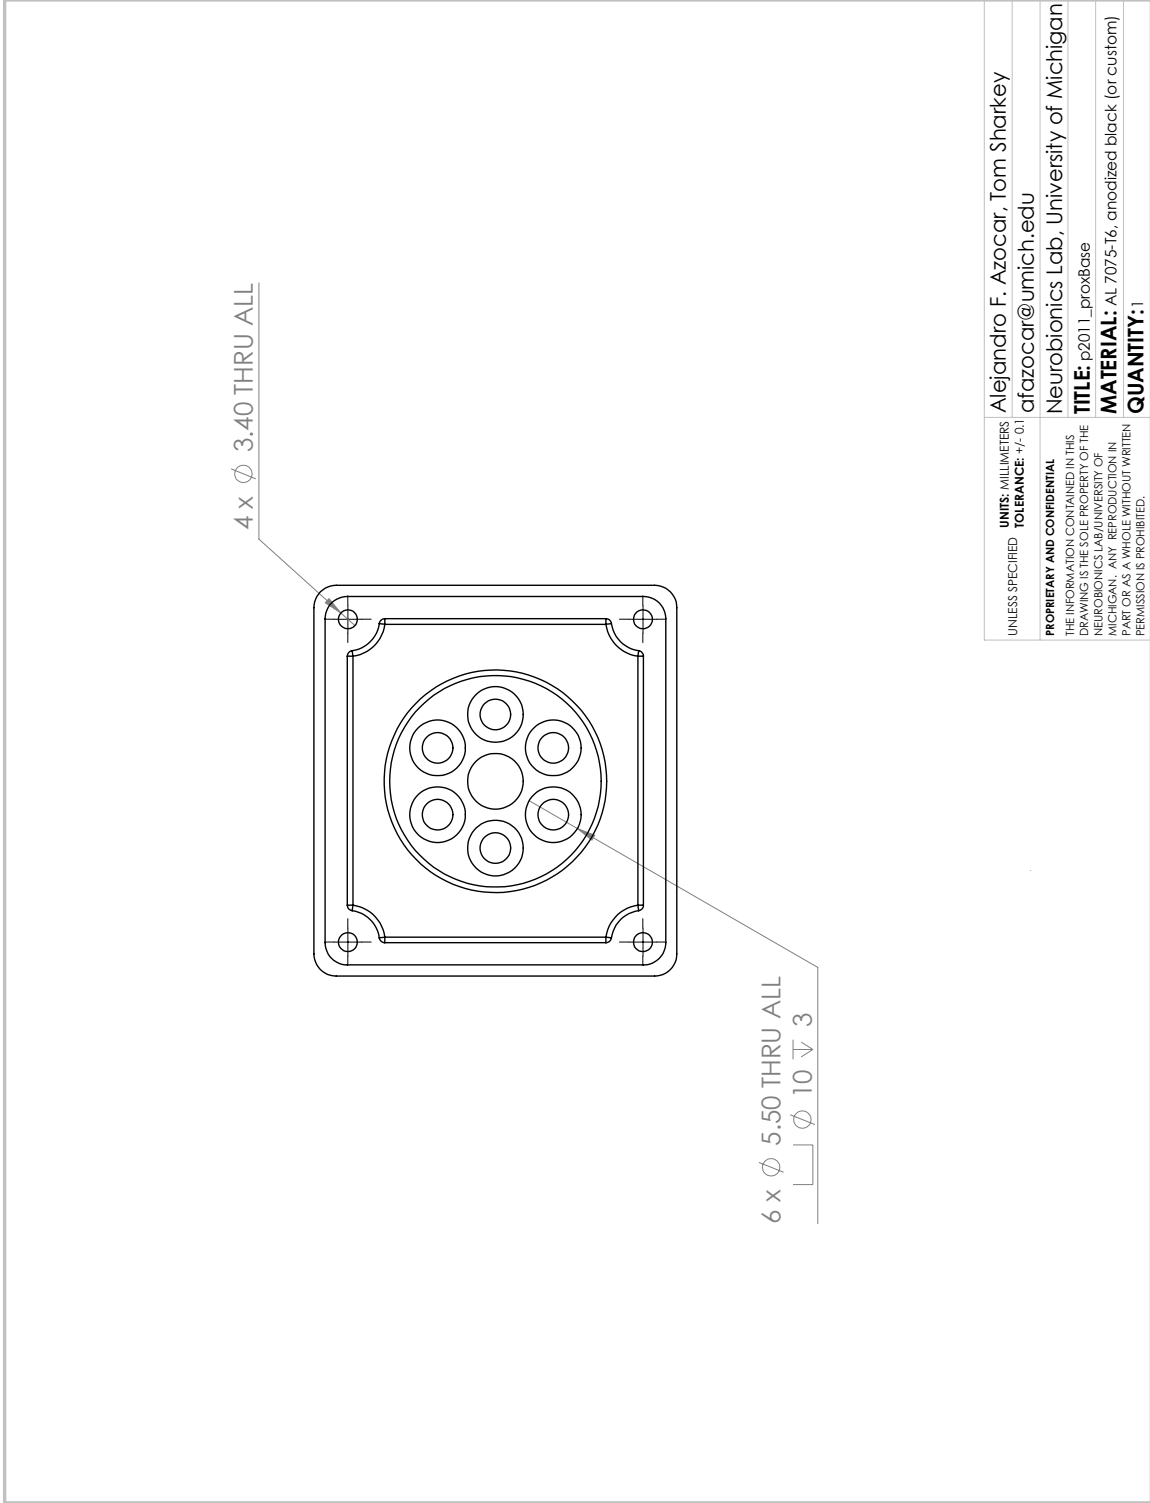 4 x ∅ 3.40 THRU ALL
6 x ∅ 5.50 THRU ALL
⌴ ∅ 10 ↧ 3
UNLESS SPECIFIED
UNITS: MILLIMETERS
TOLERANCE: +/- 0.1
PROPRIETARY AND CONFIDENTIAL
THE INFORMATION CONTAINED IN THIS
DRAWING IS THE SOLE PROPERTY OF THE
NEUROBIONICS LAB/UNIVERSITY OF
MICHIGAN. ANY REPRODUCTION IN
PART OR AS A WHOLE WITHOUT WRITTEN
PERMISSION IS PROHIBITED.
Alejandro F. Azocar, Tom Sharkey
afazocar@umich.edu
Neurobionics Lab, University of Michigan
TITLE: p2011_proxBase
MATERIAL: AL 7075-T6, anodized black (or custom)
QUANTITY:1